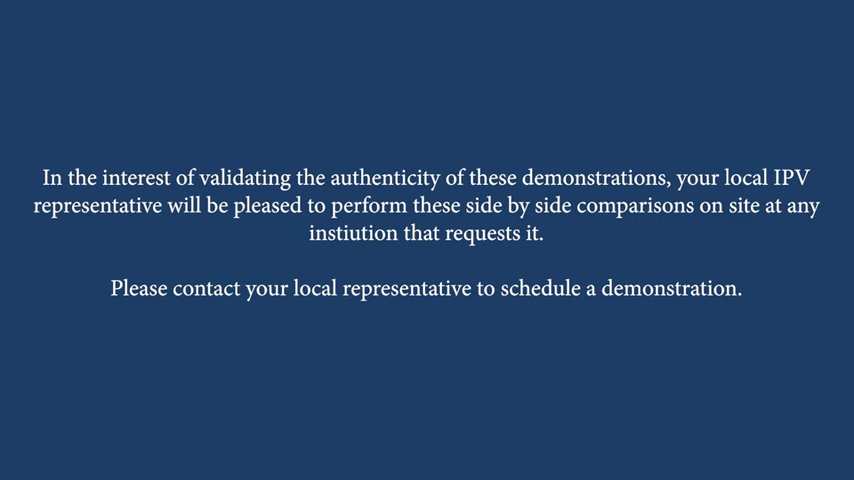 In the interest of validating the authenticity of these demonstrations, your local IPV
representative will be pleased to perform these side by side comparisons on site at any
instiution that requests it.
Please contact your local representative to schedule a demonstration.